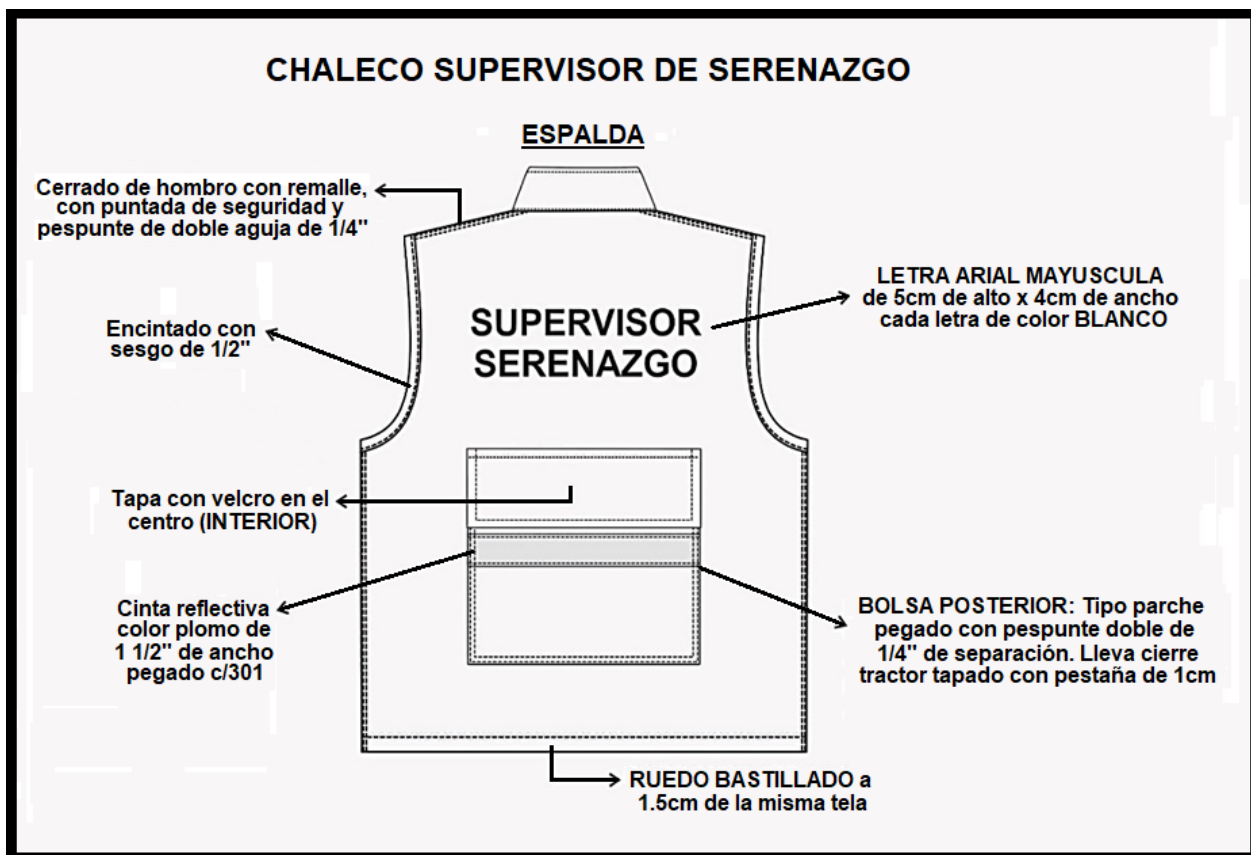 CHALECO SUPERVISOR DE SERENAZGO
ESPALDA
Cerrado de hombro con remalle,
con puntada de seguridad y
pespunte de doble aguja de 1/4"
LETRA ARIAL MAYUSCULA
de 5cm de alto x 4cm de ancho
cada letra de color BLANCO
Encintado con
sesgo de 1/2"
SUPERVISOR
SERENAZGO
Tapa con velcro en el
centro (INTERIOR)
Cinta reflectiva
color plomo de
1 1/2" de ancho
pegado c/301
BOLSA POSTERIOR: Tipo parche
pegado con pespunte doble de
1/4" de separación. Lleva cierre
tractor tapado con pestaña de 1cm
RUEDO BASTILLADO a
1.5cm de la misma tela